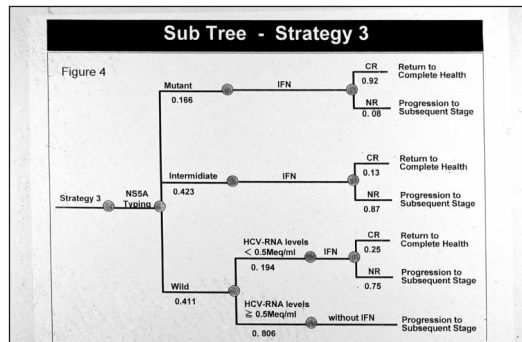 Sub Tree - Strategy 3
Figure 4
CR
Return to
Complete Health
0.92
Mutant
IFN
0.166
NR
Progression to
Subsequent Stage
0. 08
CR
Return to
Complete Health
0.13
Intermidiate
IFN
0.423
NR
Progression to
Subsequent Stage
0.87
Strategy 3
NS5A
Typing
CR
Return to
Complete Health
0.25
HCV-RNA levels
< 0.5Meq/ml
IFN
0. 194
NR
Progression to
Subsequent Stage
0.75
Wild
0.411
HCV-RNA levels
≧ 0.5Meq/ml
without IFN
Progression to
Subsequent Stage
0. 806